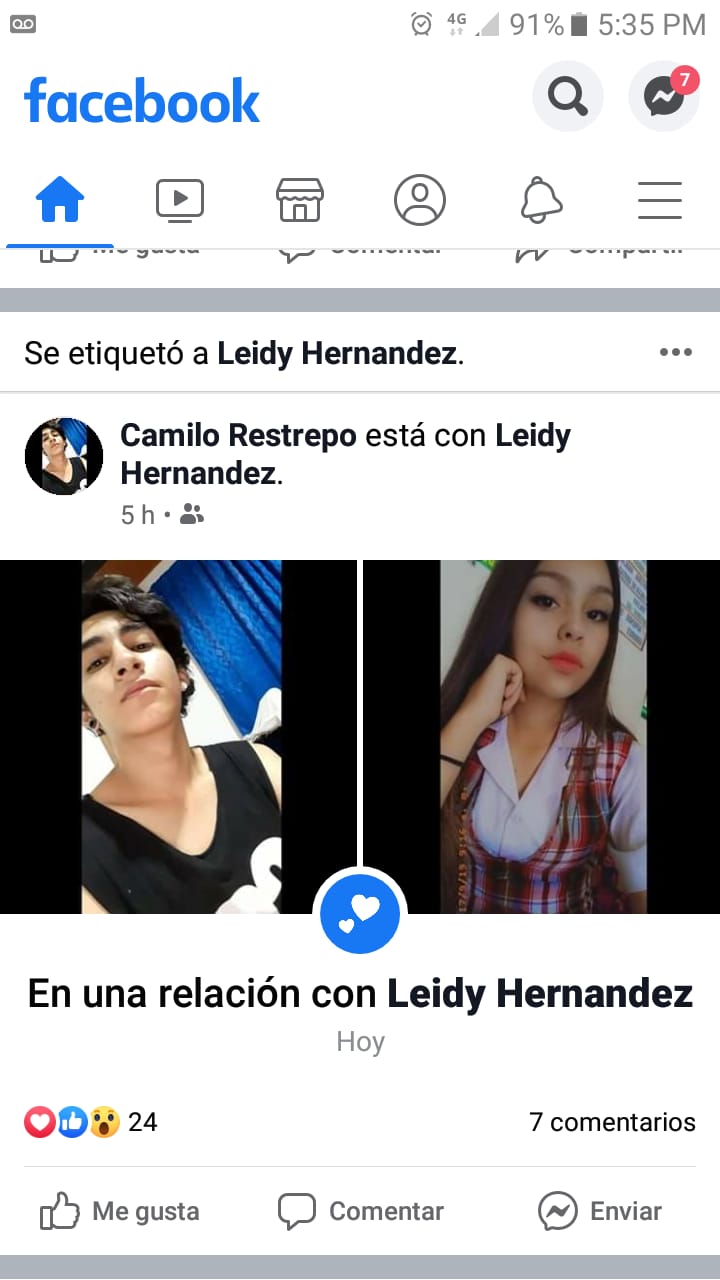 4G 91% 5:35 PM
facebook
7
Me gusta Comentar Compartir
Se etiquetó a Leidy Hernandez.
Camilo Restrepo está con Leidy
Hernandez.
5 h
En una relación con Leidy Hernandez
Hoy
24 7 comentarios
Me gusta Comentar Enviar